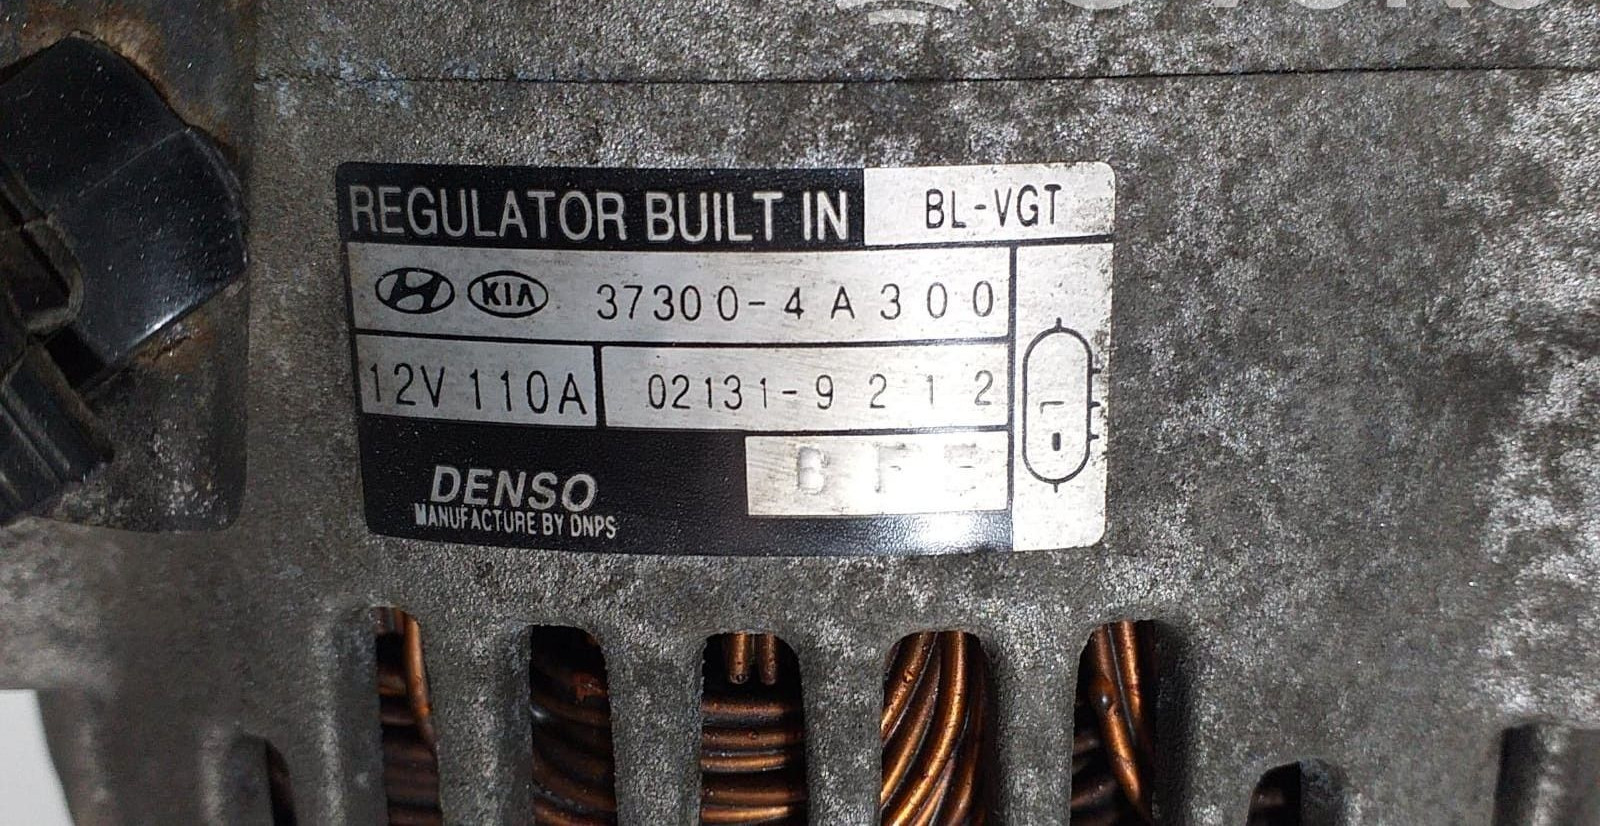 REGULATOR BUILT IN BL-VGT
KIA 37300-4A300
12V 110A 02131-9212
DENSO
MANUFACTURE BY DNPS
L